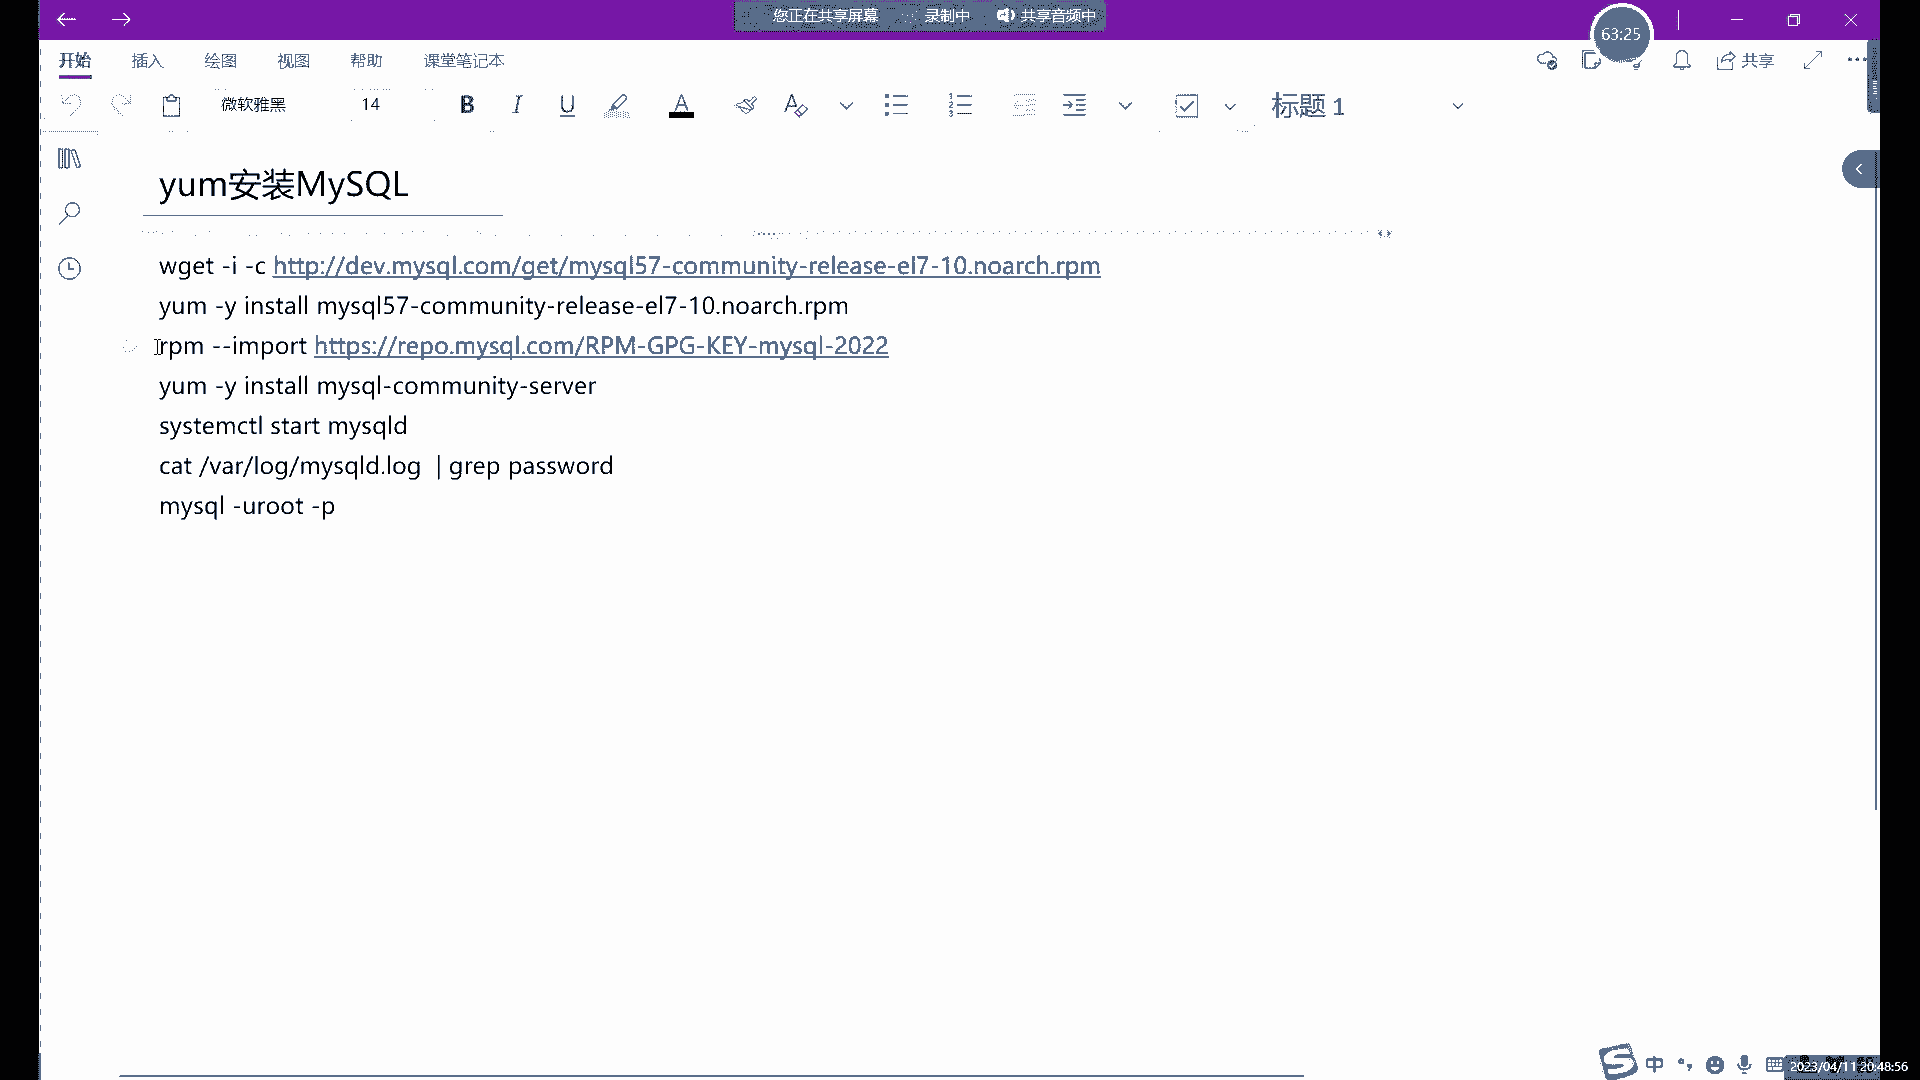 您正在共享屏幕 录制中 共享音频中
63:25
开始 插入 绘图 视图 帮助 课堂笔记本
共享
微软雅黑 14 B I U A 标题 1
yum安装MySQL
wget -i -c http://dev.mysql.com/get/mysql57-community-release-el7-10.noarch.rpm
yum -y install mysql57-community-release-el7-10.noarch.rpm
rpm --import https://repo.mysql.com/RPM-GPG-KEY-mysql-2022
yum -y install mysql-community-server
systemctl start mysqld
cat /var/log/mysqld.log | grep password
mysql -uroot -p
中
2023/04/11 20:48:56